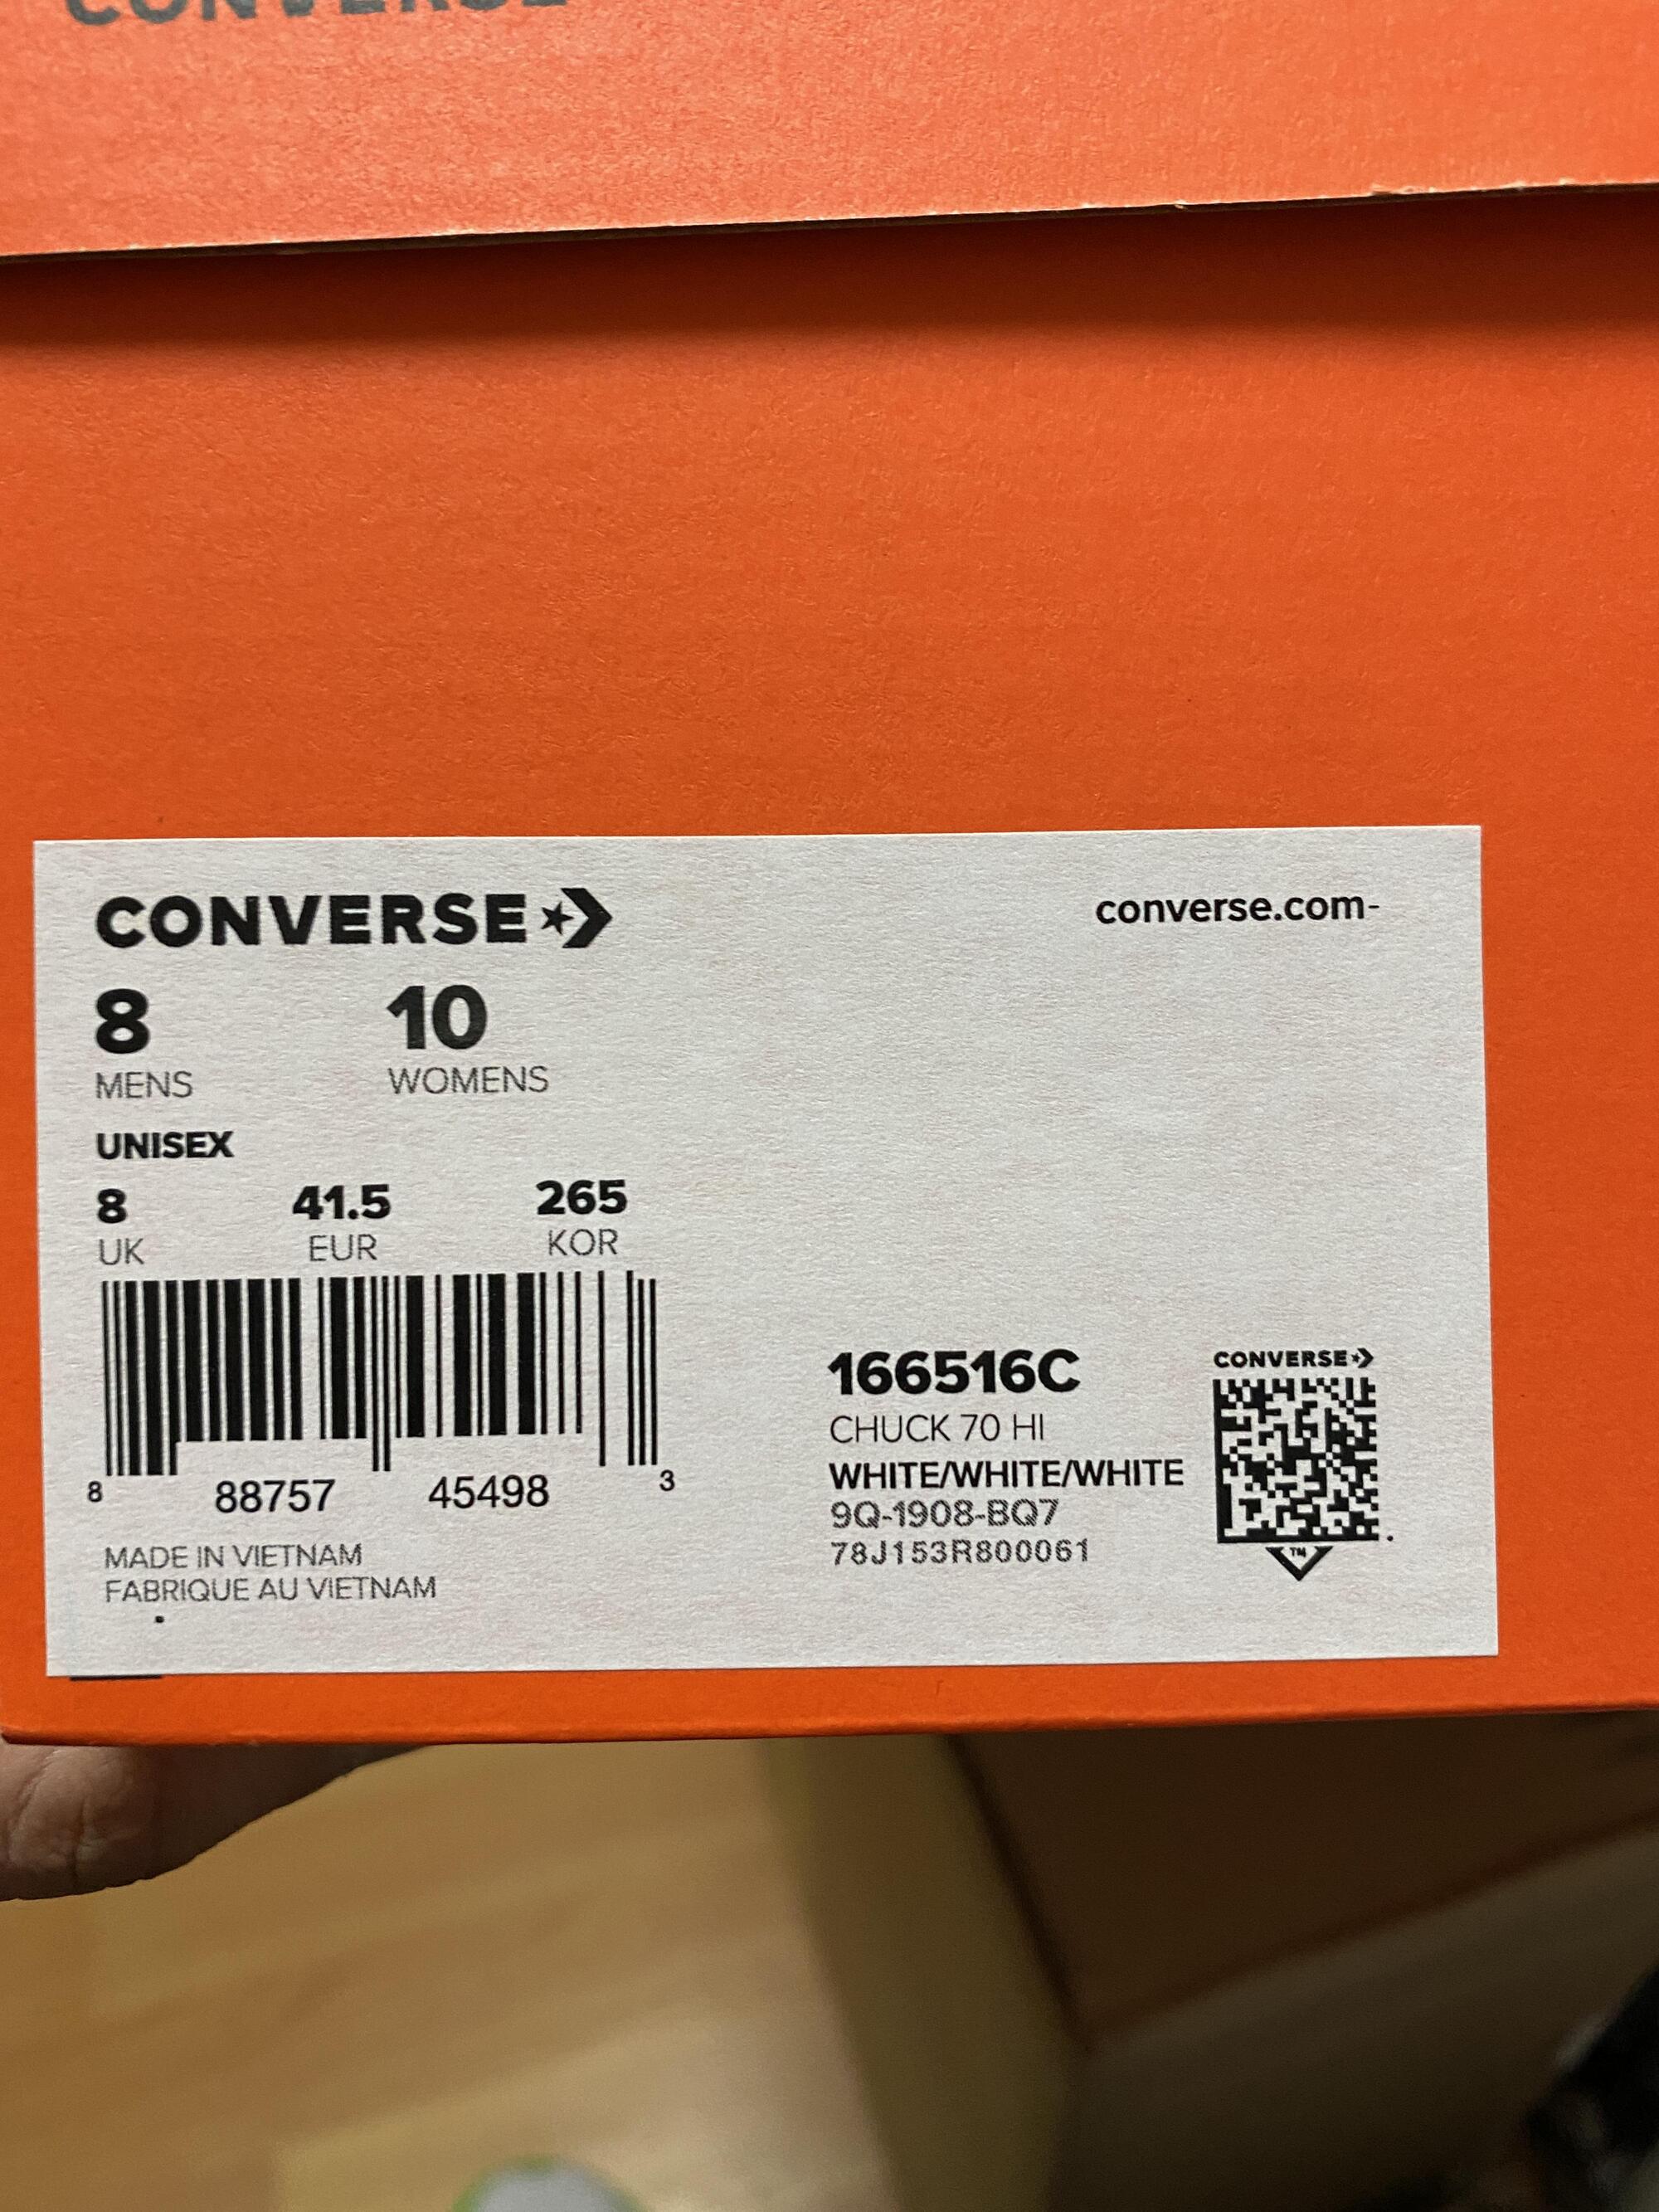 CONVERSE
CONVERSE
converse.com-
8 10
MENS WOMENS
UNISEX
8 41.5 265
UK EUR KOR
8 88757 45498 3
MADE IN VIETNAM
FABRIQUE AU VIETNAM
166516C
CHUCK 70 HI
WHITE/WHITE/WHITE
9Q-1908-BQ7
78J153R800061
CONVERSE
TM